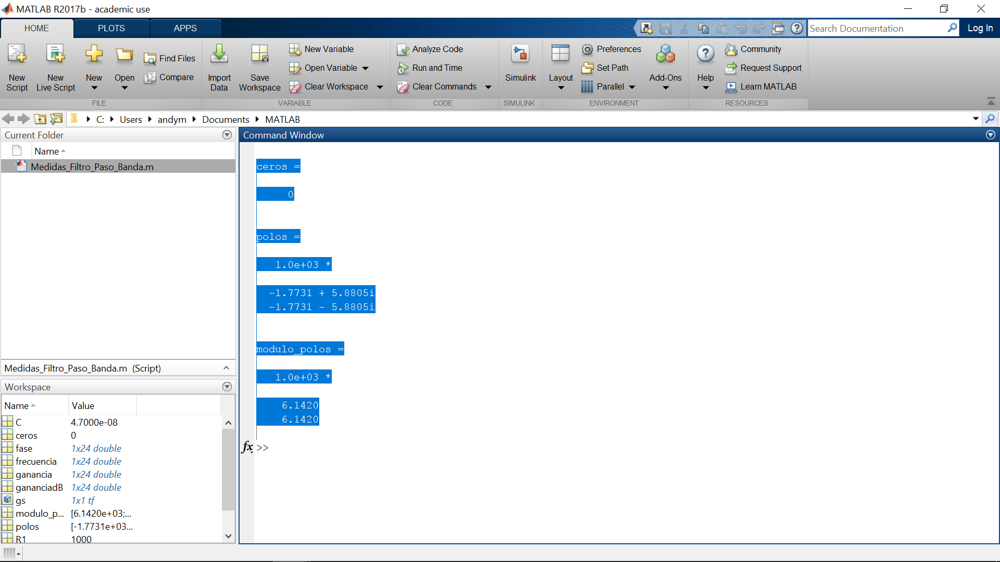 MATLAB R2017b - academic use
HOME PLOTS APPS
Search Documentation
Log In
New Script
New Live Script
New
Open
Find Files
Compare
FILE
Import Data
Save Workspace
New Variable
Open Variable
Clear Workspace
VARIABLE
Analyze Code
Run and Time
Clear Commands
CODE
Simulink
SIMULINK
Layout
Preferences
Set Path
Parallel
Add-Ons
ENVIRONMENT
Help
Community
Request Support
Learn MATLAB
RESOURCES
C: Users andym Documents MATLAB
Current Folder
Name
Medidas_Filtro_Paso_Banda.m
Medidas_Filtro_Paso_Banda.m (Script)
Workspace
Name Value
C 4.7000e-08
ceros 0
fase 1x24 double
frecuencia 1x24 double
ganancia 1x24 double
gananciadB 1x24 double
gs 1x1 tf
modulo_p... [6.1420e+03;...
polos [-1.7731e+03...
R1 1000
Command Window
ceros =
0
polos =
1.0e+03 *
-1.7731 + 5.8805i
-1.7731 - 5.8805i
modulo_polos =
1.0e+03 *
6.1420
6.1420
fx >>